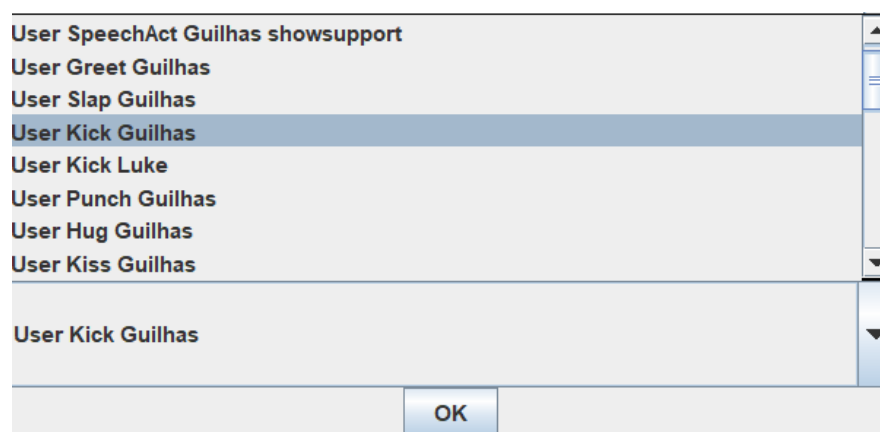 User SpeechAct Guilhas showsupport
User Greet Guilhas
User Slap Guilhas
User Kick Guilhas
User Kick Luke
User Punch Guilhas
User Hug Guilhas
User Kiss Guilhas
User Kick Guilhas
OK